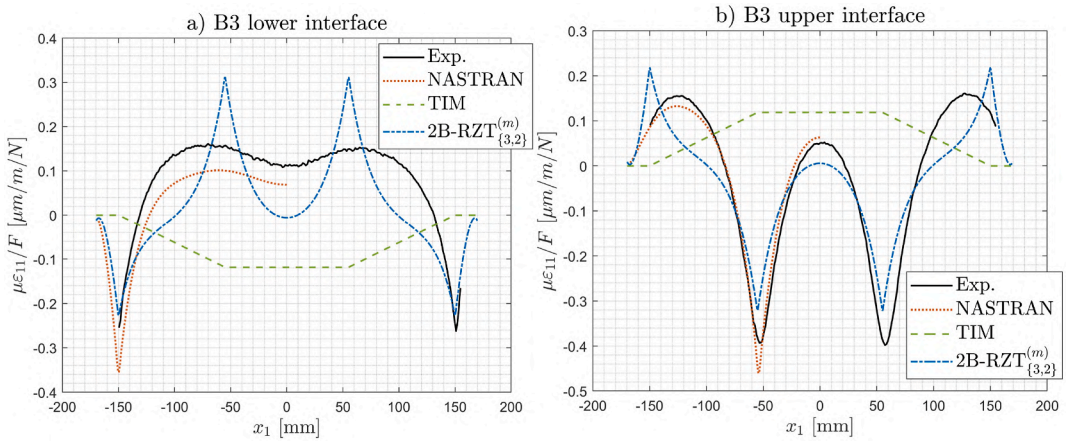 a) B3 lower interface
με₁₁/F [μm/m/N]
0.4
0.3
0.2
0.1
0
-0.1
-0.2
-0.3
-0.4
-200
-150
-100
-50
0
50
100
150
200
x₁ [mm]
Exp.
NASTRAN
TIM
2B-RZT{3,2}(m)
b) B3 upper interface
με₁₁/F [μm/m/N]
0.3
0.2
0.1
0
-0.1
-0.2
-0.3
-0.4
-0.5
-200
-150
-100
-50
0
50
100
150
200
x₁ [mm]
Exp.
NASTRAN
TIM
2B-RZT{3,2}(m)